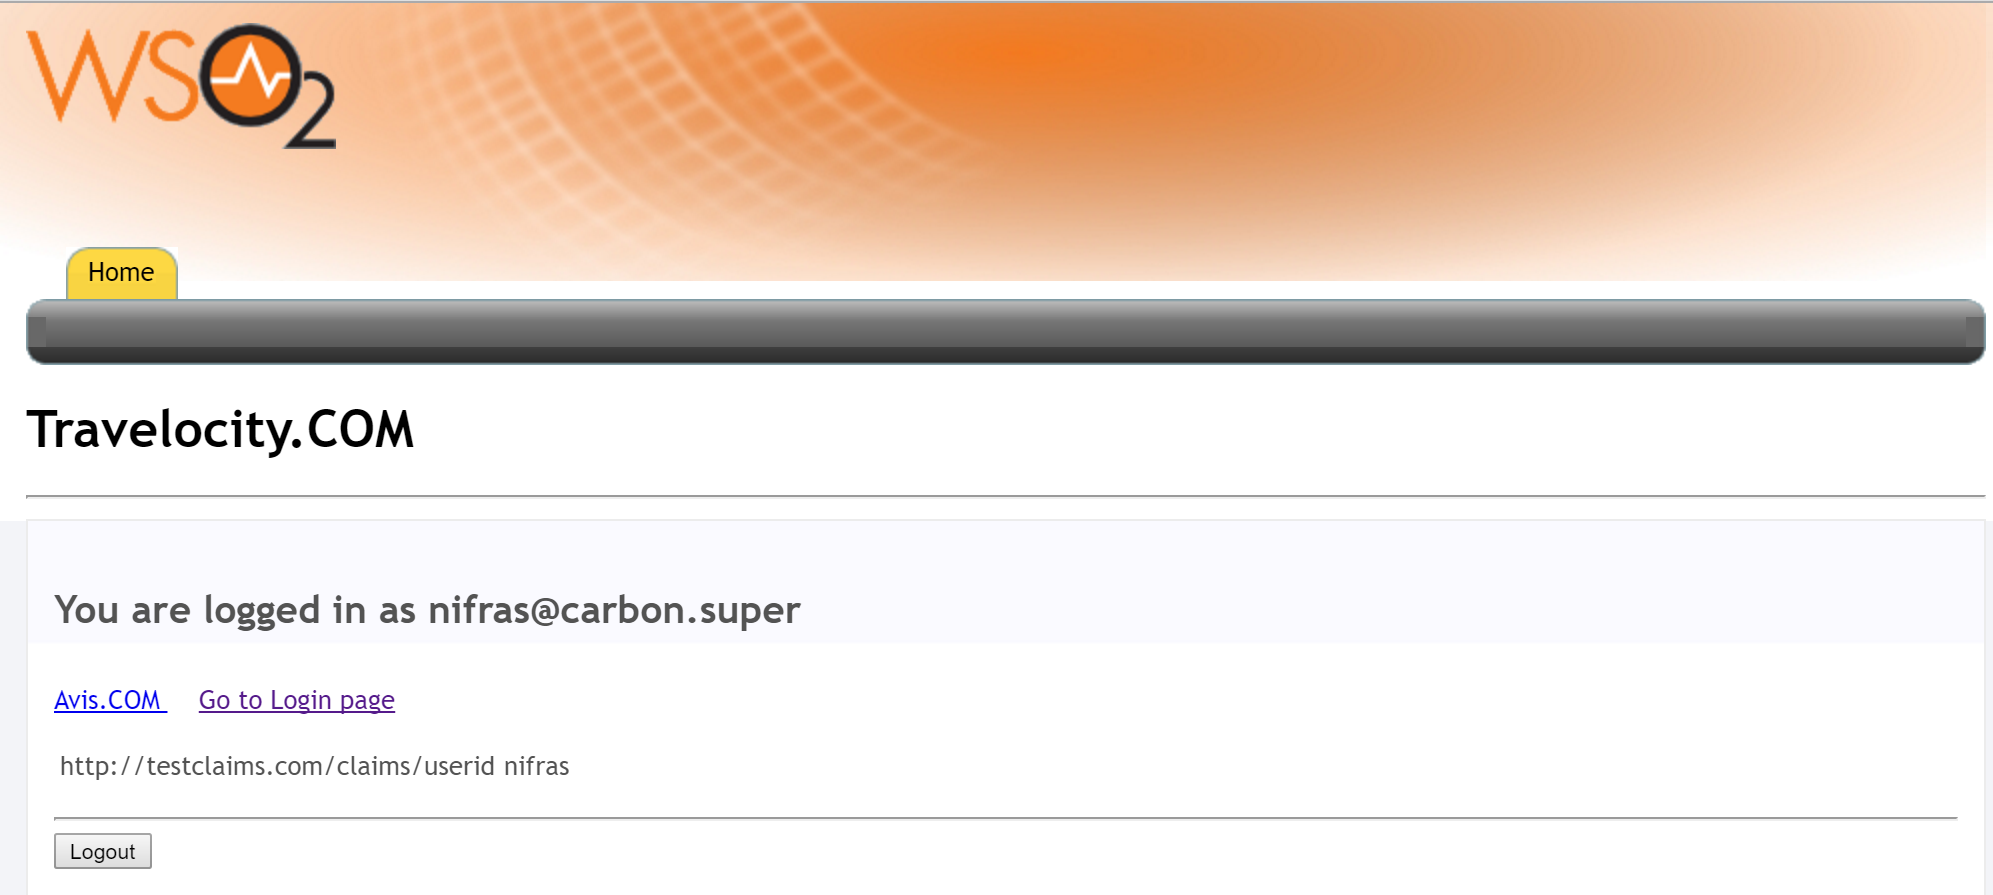 WSO2
Home
Travelocity.COM
You are logged in as nifras@carbon.super
Avis.COM Go to Login page
http://testclaims.com/claims/userid nifras
Logout